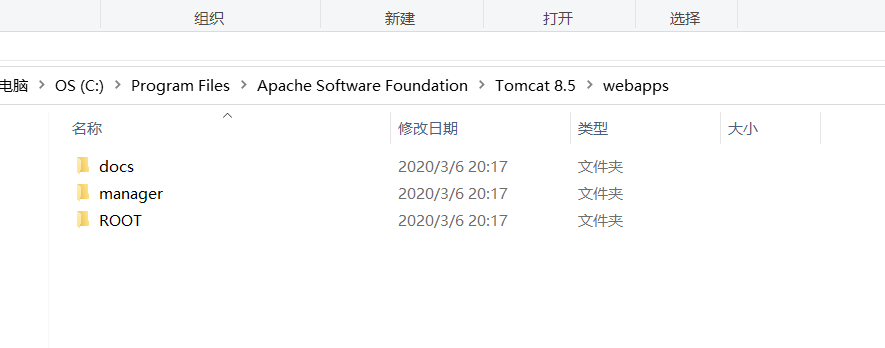 组织 新建 打开 选择
电脑 > OS (C:) > Program Files > Apache Software Foundation > Tomcat 8.5 > webapps
名称 修改日期 类型 大小
docs 2020/3/6 20:17 文件夹
manager 2020/3/6 20:17 文件夹
ROOT 2020/3/6 20:17 文件夹